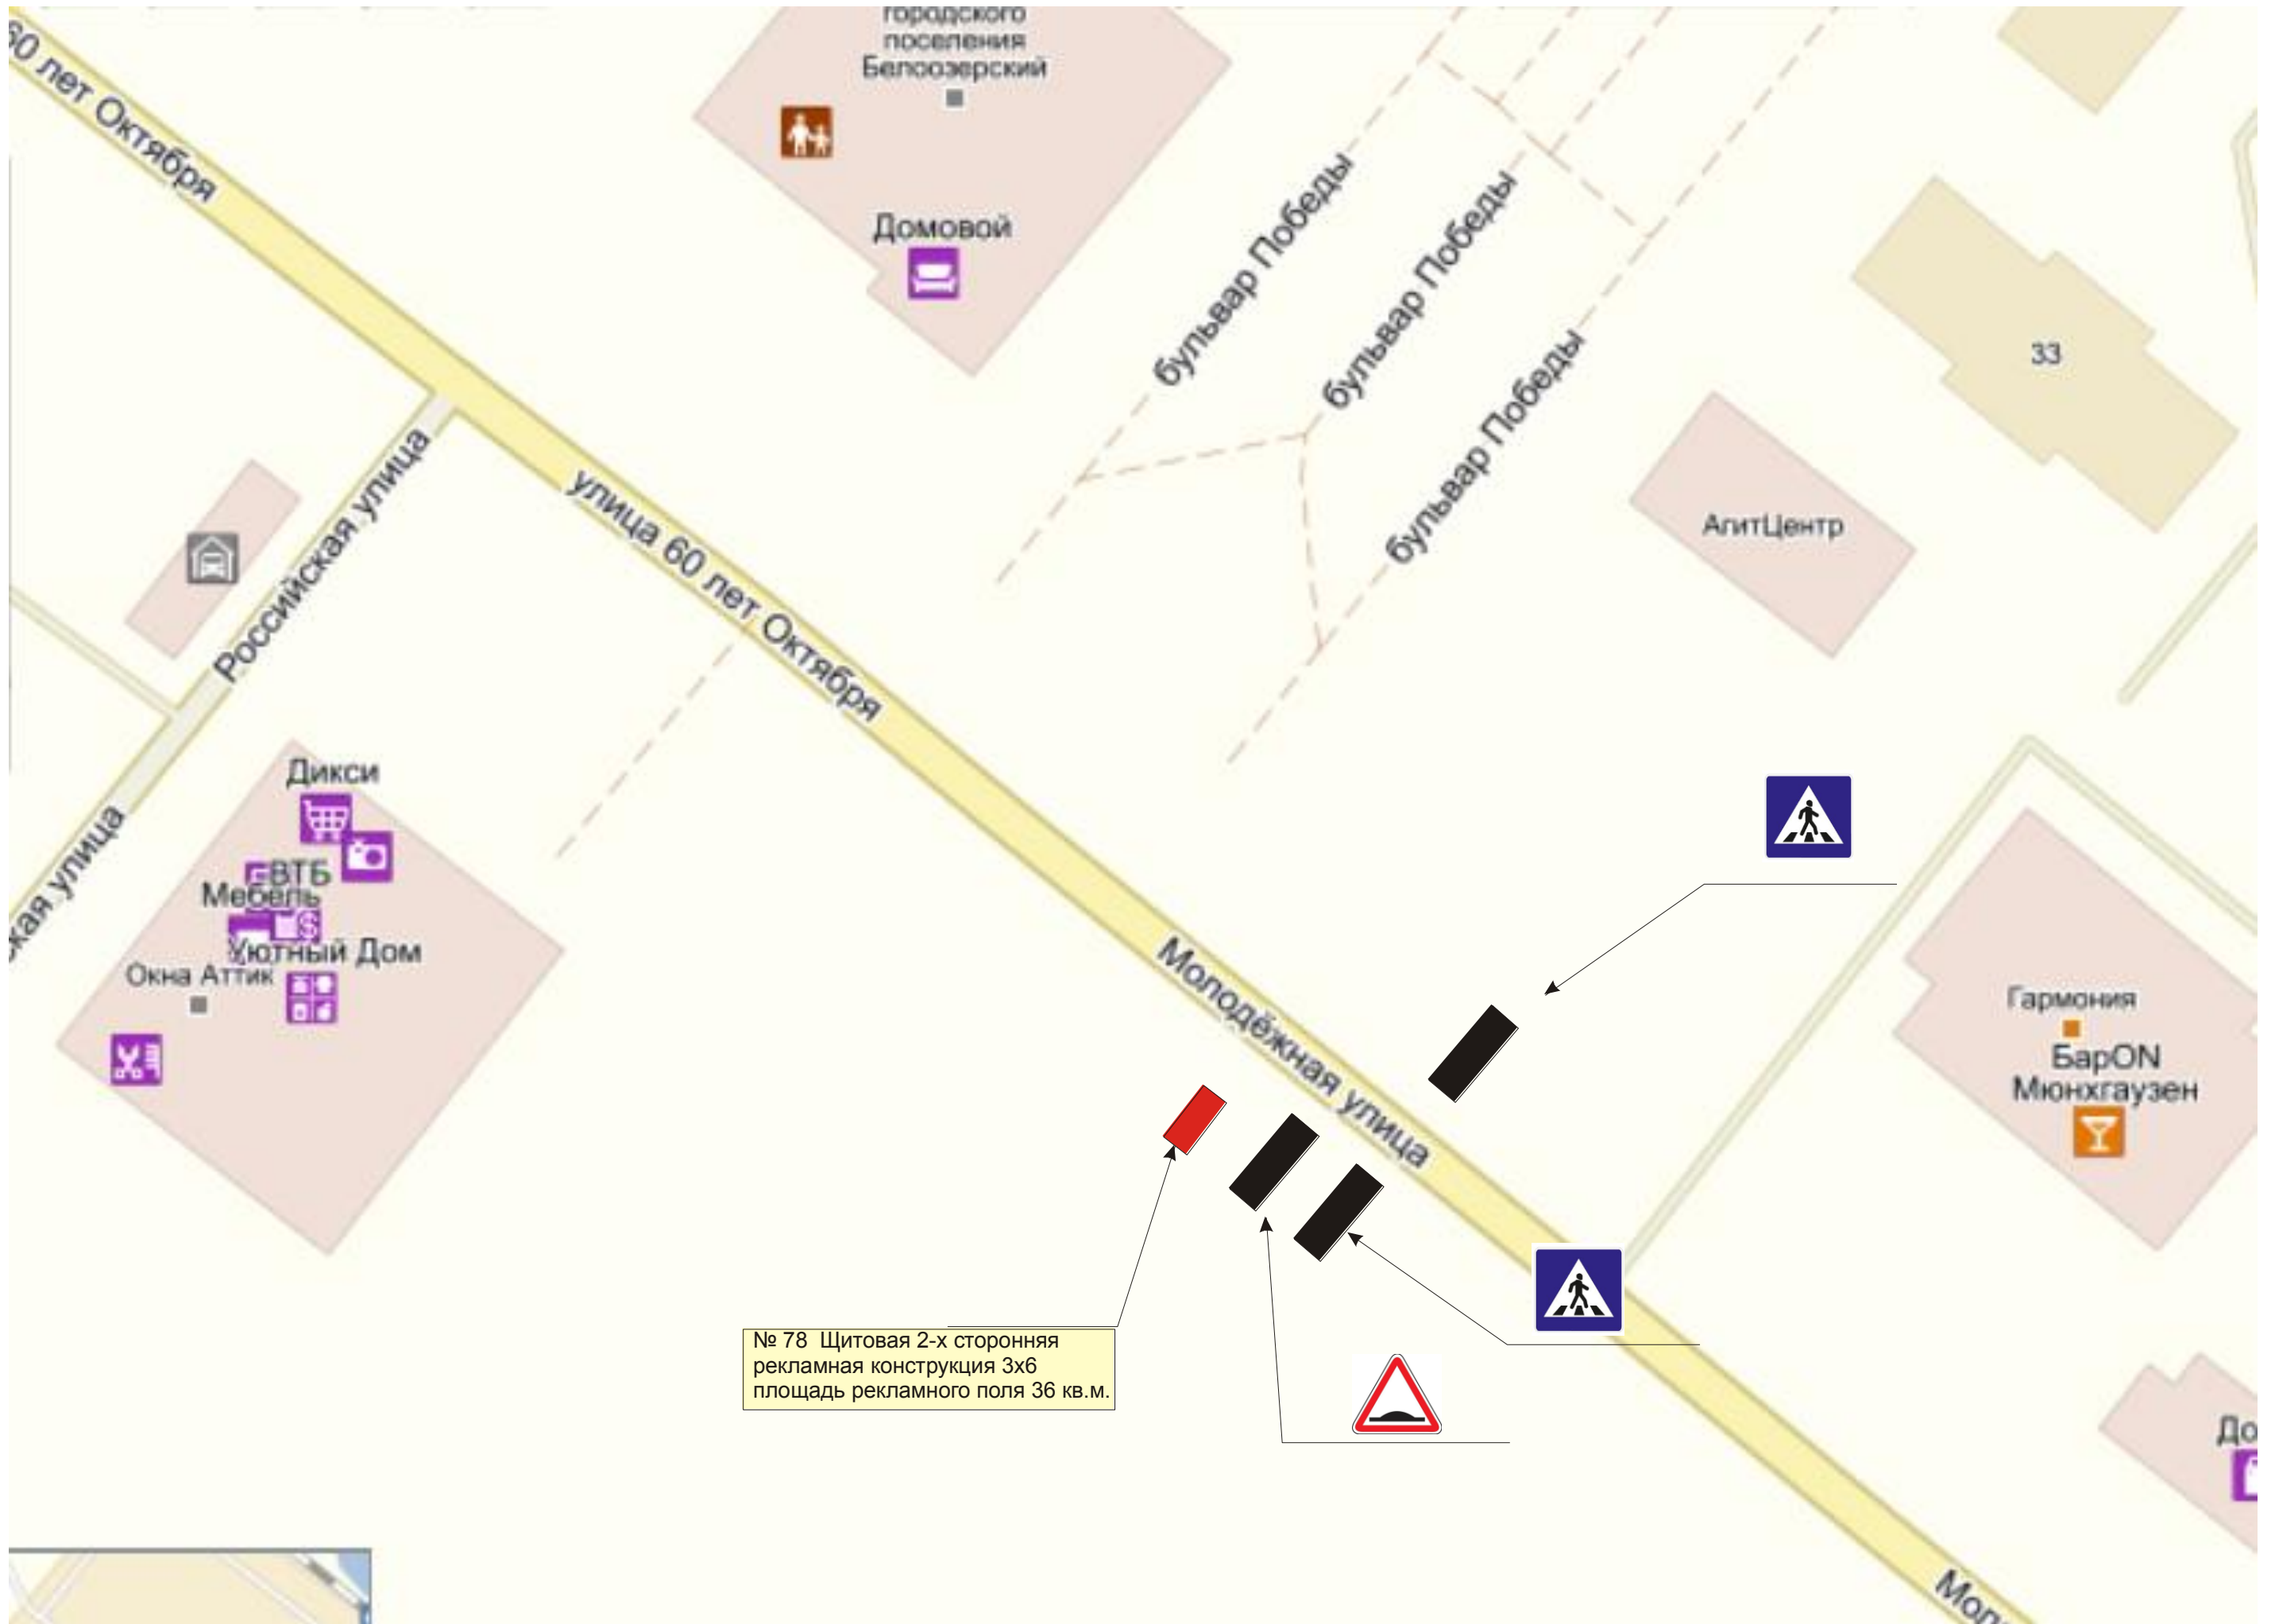 городского
поселения
Белоозерский
60 лет Октября
Домовой
бульвар Победы
бульвар Победы
бульвар Победы
33
АгитЦентр
Российская улица
улица 60 лет Октября
Дикси
ВТБ
Мебель
Уютный Дом
Окна Аттик
улица
Молодёжная улица
Гармония
БарON
Мюнхгаузен
№ 78 Щитовая 2-х сторонняя
рекламная конструкция 3х6
площадь рекламного поля 36 кв.м.